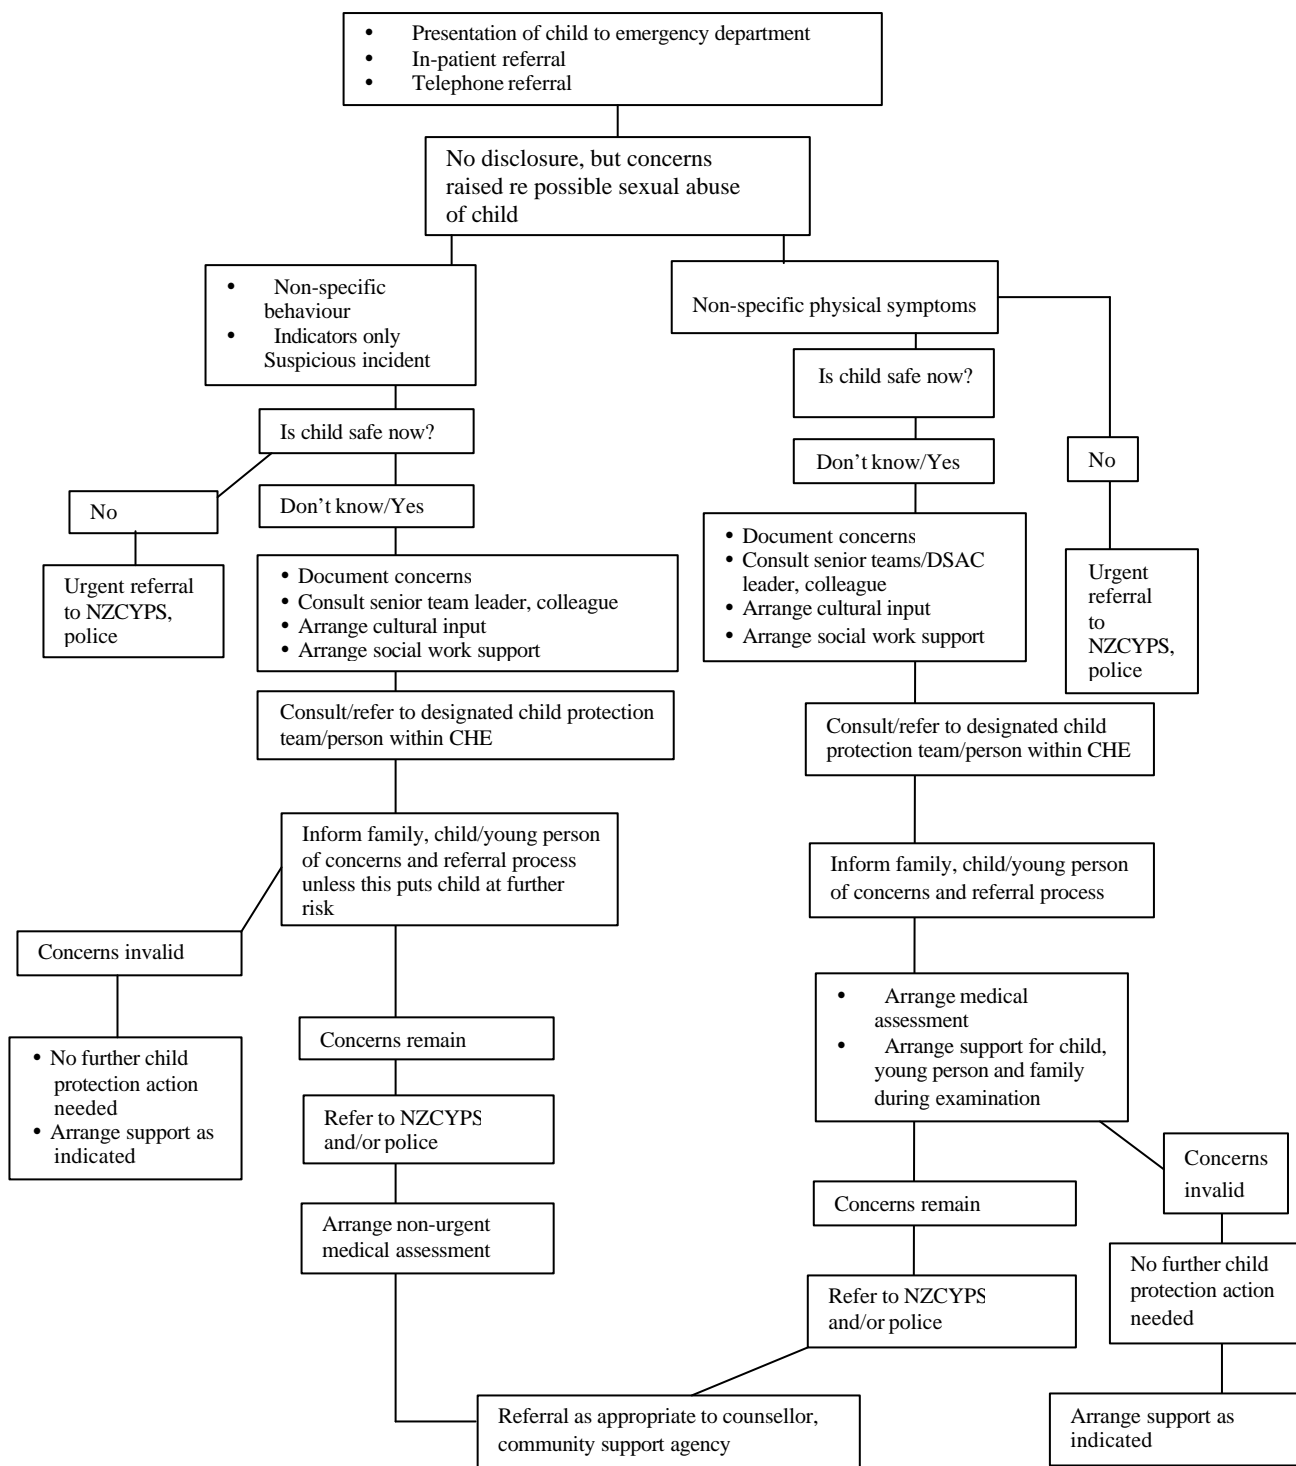 • Presentation of child to emergency department
• In-patient referral
• Telephone referral
No disclosure, but concerns
raised re possible sexual abuse
of child
• Non-specific
behaviour
• Indicators only
Suspicious incident
Is child safe now?
No
Urgent referral
to NZCYPS,
police
Don’t know/Yes
• Document concerns
• Consult senior team leader, colleague
• Arrange cultural input
• Arrange social work support
Consult/refer to designated child protection
team/person within CHE
Inform family, child/young person
of concerns and referral process
unless this puts child at further
risk
Concerns invalid
• No further child
protection action
needed
• Arrange support as
indicated
Concerns remain
Refer to NZCYPS
and/or police
Arrange non-urgent
medical assessment
Non-specific physical symptoms
Is child safe now?
Don’t know/Yes
No
Urgent
referral
to
NZCYPS,
police
• Document concerns
• Consult senior teams/DSAC
leader, colleague
• Arrange cultural input
• Arrange social work support
Consult/refer to designated child
protection team/person within CHE
Inform family, child/young person
of concerns and referral process
• Arrange medical
assessment
• Arrange support for child,
young person and family
during examination
Concerns
invalid
No further child
protection action
needed
Arrange support as
indicated
Concerns remain
Refer to NZCYPS
and/or police
Referral as appropriate to counsellor,
community support agency